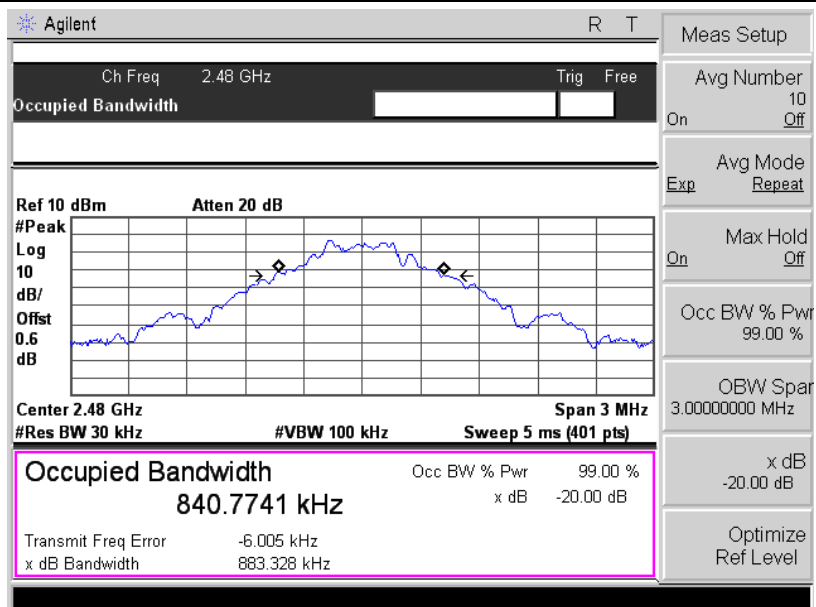 Agilent R T
Ch Freq 2.48 GHz Trig Free
Occupied Bandwidth
Ref 10 dBm Atten 20 dB
#Peak
Log
10
dB/
Offst
0.6
dB
Center 2.48 GHz Span 3 MHz
#Res BW 30 kHz #VBW 100 kHz Sweep 5 ms (401 pts)
Occupied Bandwidth Occ BW % Pwr 99.00 %
840.7741 kHz x dB -20.00 dB
Transmit Freq Error -6.005 kHz
x dB Bandwidth 883.328 kHz
Meas Setup
Avg Number
10
On Off
Avg Mode
Exp Repeat
Max Hold
On Off
Occ BW % Pwr
99.00 %
OBW Span
3.00000000 MHz
x dB
-20.00 dB
Optimize
Ref Level